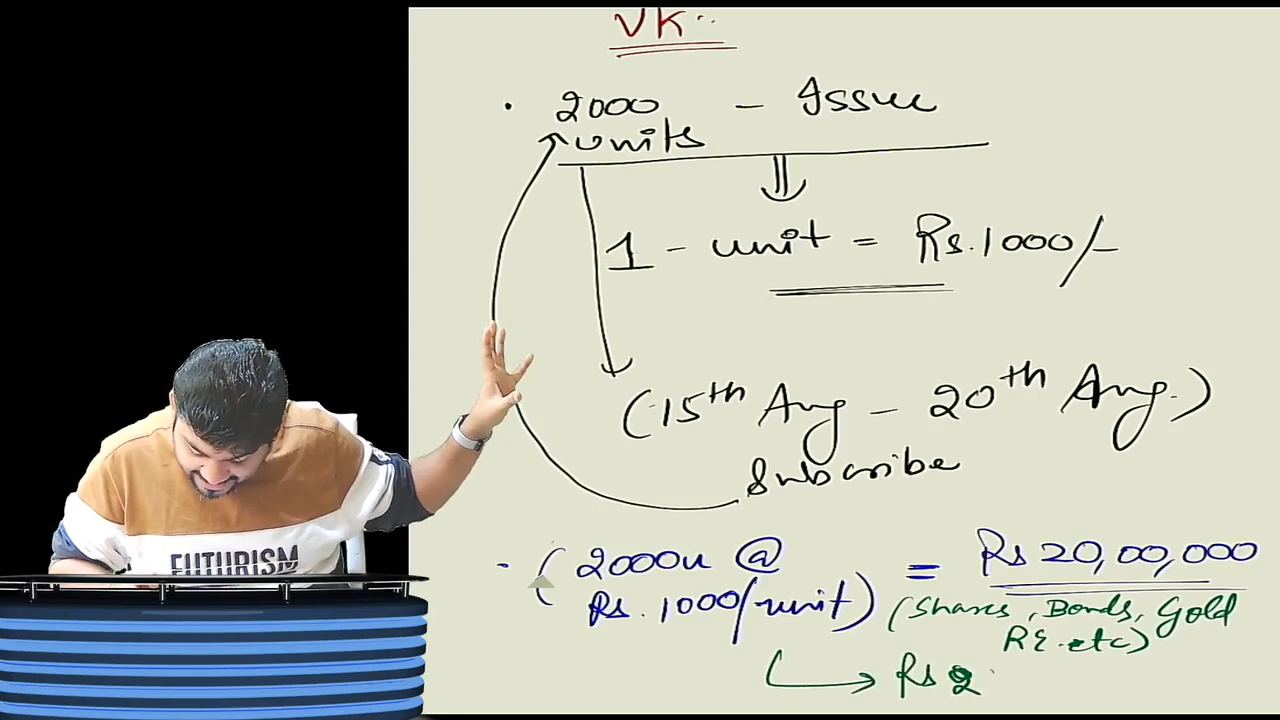 VK..
· 2000 - Issue
units
1 - unit = Rs.1000/-
(15th Aug - 20th Aug.)
Subscribe
· (2000u @ = Rs 20,00,000
Rs. 1000/unit) (Shares, Bonds, Gold
RE. etc)
Rs 2
FUTURISM